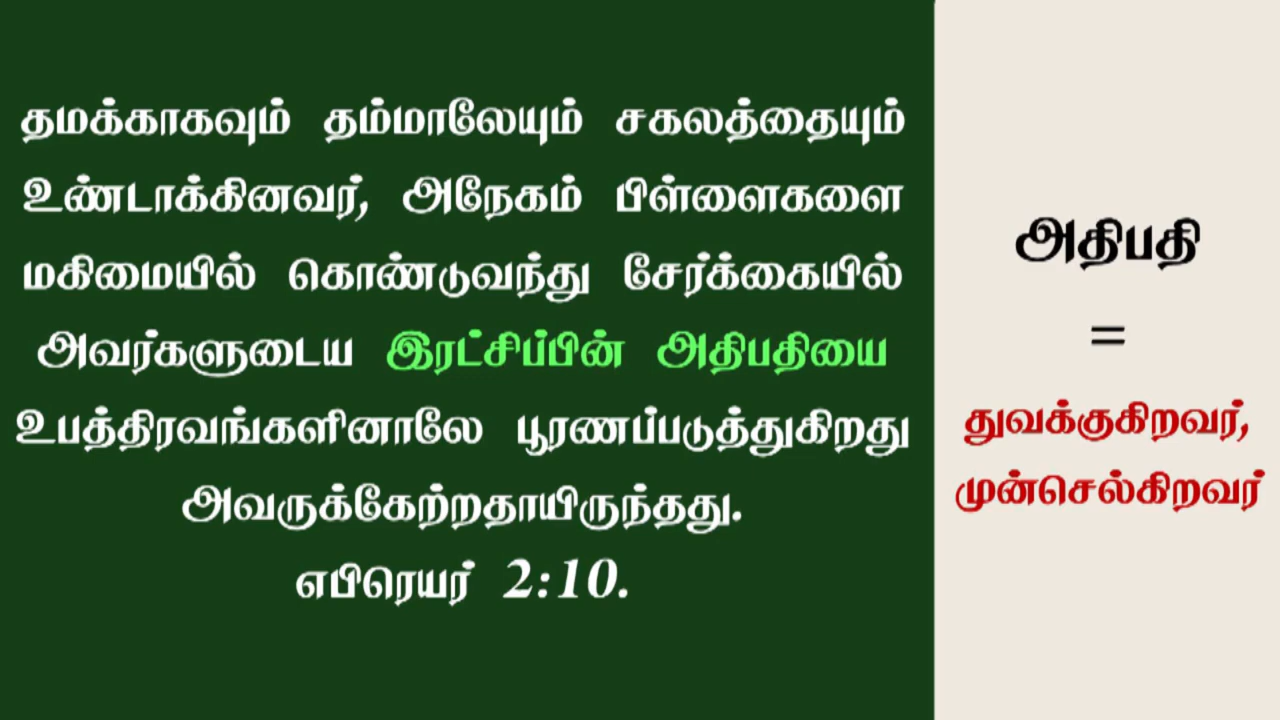 தமக்காகவும் தம்மாலேயும் சகலத்தையும்
உண்டாக்கினவர், அநேகம் பிள்ளைகளை
மகிமையில் கொண்டுவந்து சேர்க்கையில்
அவர்களுடைய இரட்சிப்பின் அதிபதியை
உபத்திரவங்களினாலே பூரணப்படுத்துகிறது
அவருக்கேற்றதாயிருந்தது.
எபிரெயர் 2:10.
அதிபதி
=
துவக்குகிறவர்,
முன்செல்கிறவர்